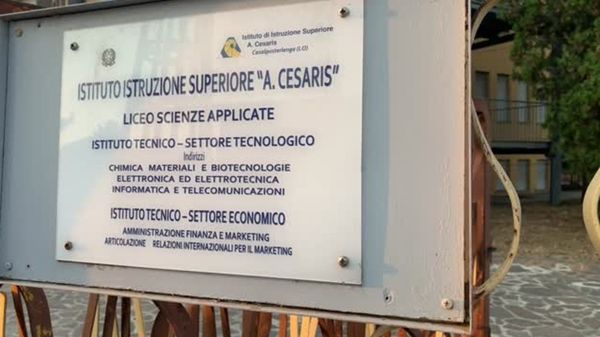 Istituto di Istruzione Superiore
A. Cesaris
Casalpusterlengo (LO)
ISTITUTO ISTRUZIONE SUPERIORE "A. CESARIS"
LICEO SCIENZE APPLICATE
ISTITUTO TECNICO – SETTORE TECNOLOGICO
Indirizzi
CHIMICA MATERIALI E BIOTECNOLOGIE
ELETTRONICA ED ELETTROTECNICA
INFORMATICA E TELECOMUNICAZIONI
ISTITUTO TECNICO – SETTORE ECONOMICO
AMMINISTRAZIONE FINANZA E MARKETING
ARTICOLAZIONE RELAZIONI INTERNAZIONALI PER IL MARKETING